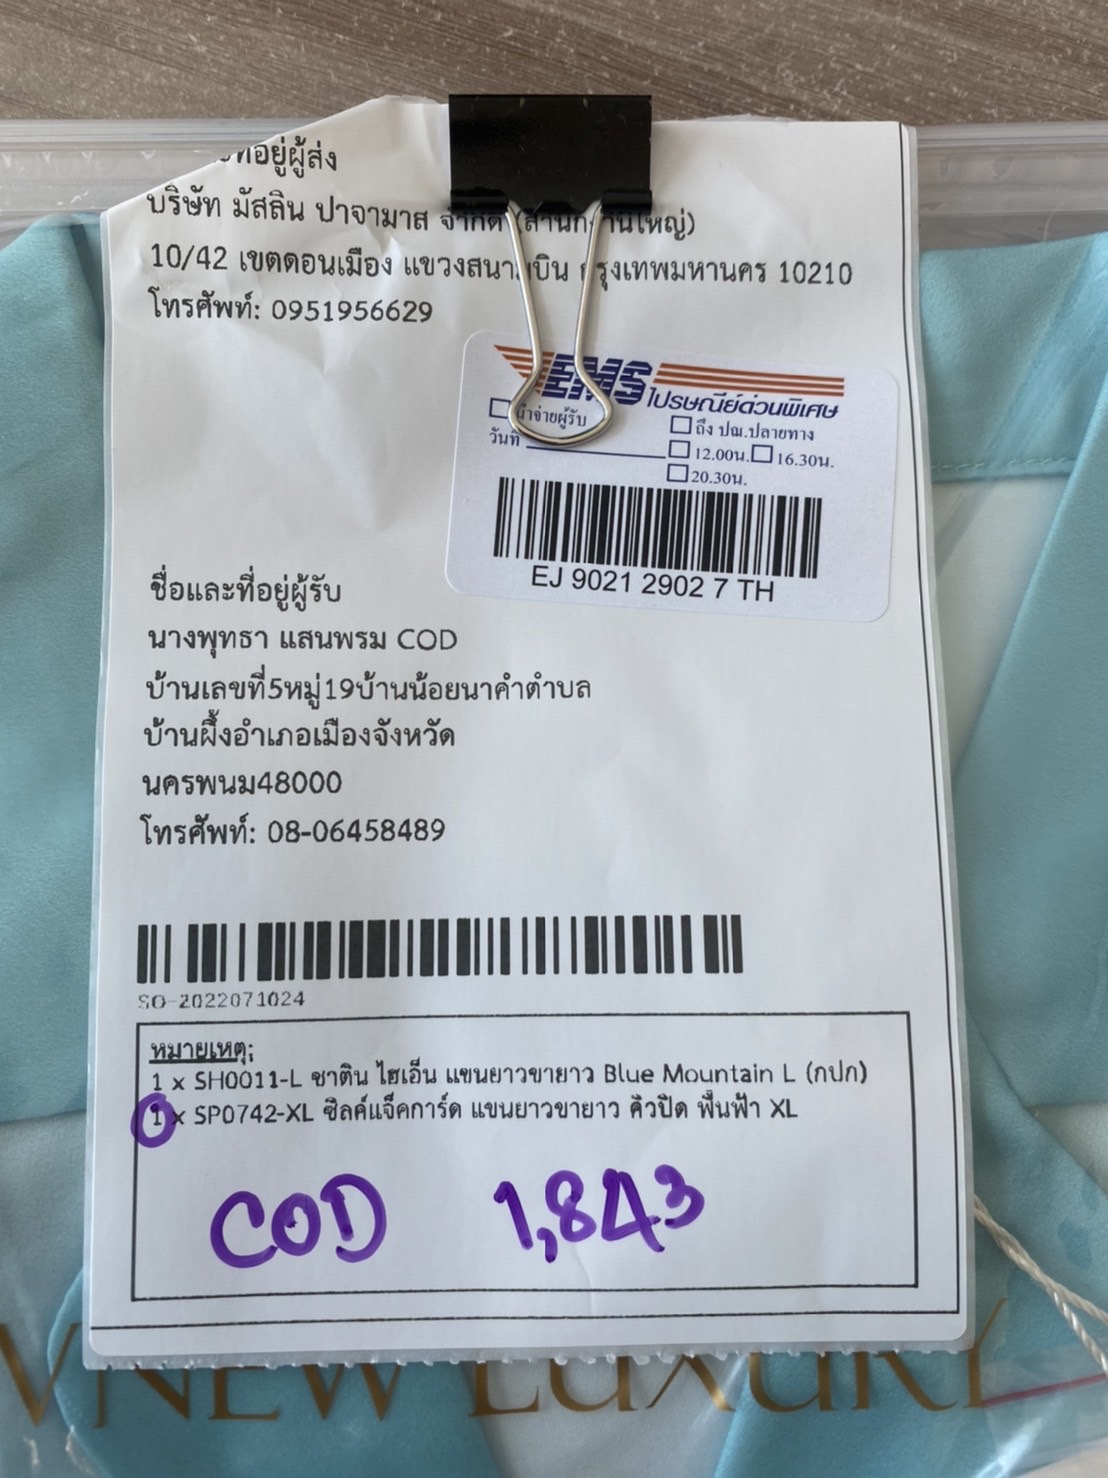 ที่อยู่ผู้ส่ง
บริษัท มัสลิน ปาจามาส จำกัด (สำนักงานใหญ่)
10/42 เขตดอนเมือง แขวงสนามบิน กรุงเทพมหานคร 10210
โทรศัพท์: 0951956629
EMS
ไปรษณีย์ด่วนพิเศษ
นำจ่ายผู้รับ
ถึง ปณ.ปลายทาง
วันที่
12.00น. 16.30น.
20.30น.
EJ 9021 2902 7 TH
ชื่อและที่อยู่ผู้รับ
นางพุทธา แสนพรม COD
บ้านเลขที่5หมู่19บ้านน้อยนาคำตำบล
บ้านผึ้งอำเภอเมืองจังหวัด
นครพนม48000
โทรศัพท์: 08-06458489
SO-2022071024
หมายเหตุ:
1 x SH0011-L ซาติน ไฮเอ็น แขนยาวขายาว Blue Mountain L (กปก)
1 x SP0742-XL ซิลค์แจ็คการ์ด แขนยาวขายาว คิวปิด พื้นฟ้า XL
COD 1,843
VNEW LUXURY